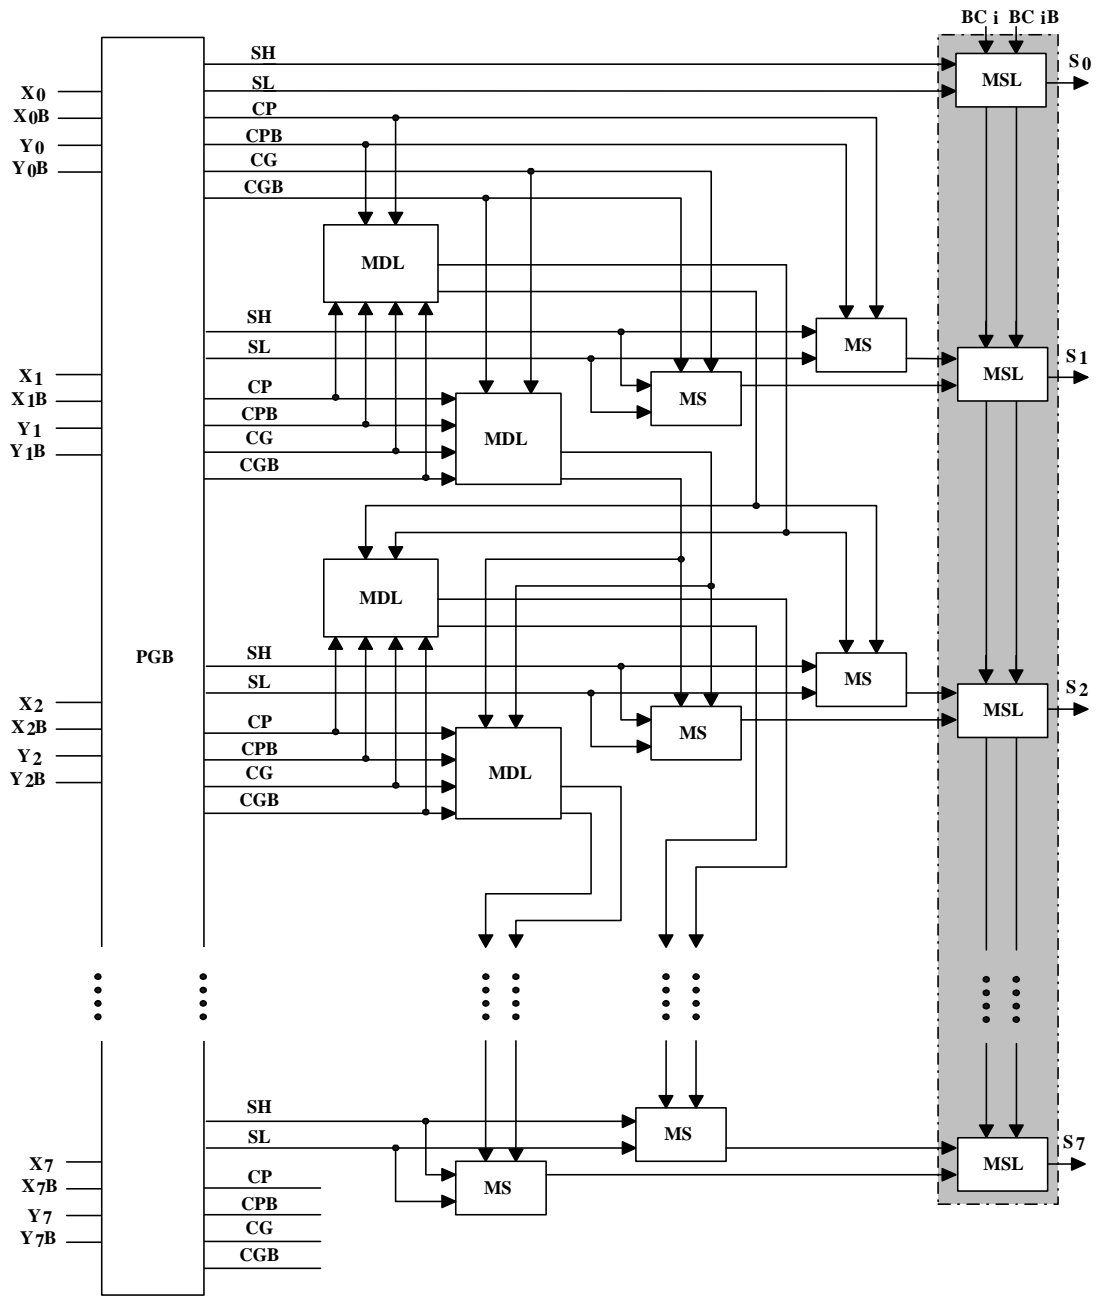 BC i BC iB
SH
MSL
S0
SL
X0
CP
X0B
CPB
Y0
CG
Y0B
CGB
MDL
SH
MS
SL
S1
MSL
X1
CP
X1B
MS
CPB
Y1
CG
MDL
Y1B
CGB
MDL
PGB
SH
MS
SL
S2
X2
MSL
CP
X2B
MS
CPB
Y2
CG
MDL
Y2B
CGB
SH
MS
SL
S7
X7
MSL
CP
X7B
MS
CPB
Y7
CG
Y7B
CGB